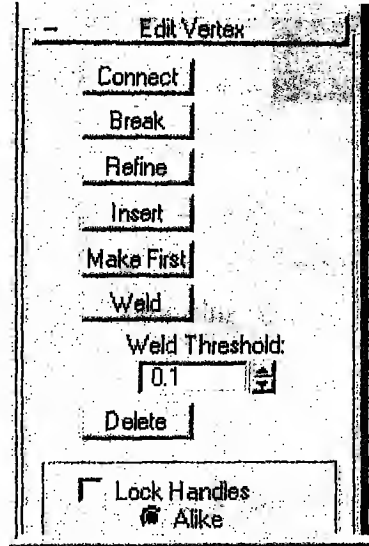 Edit Vertex
Connect
Break
Refine
Insert
Make First
Weld
Weld Threshold:
0.1
Delete
Lock Handles
Alike